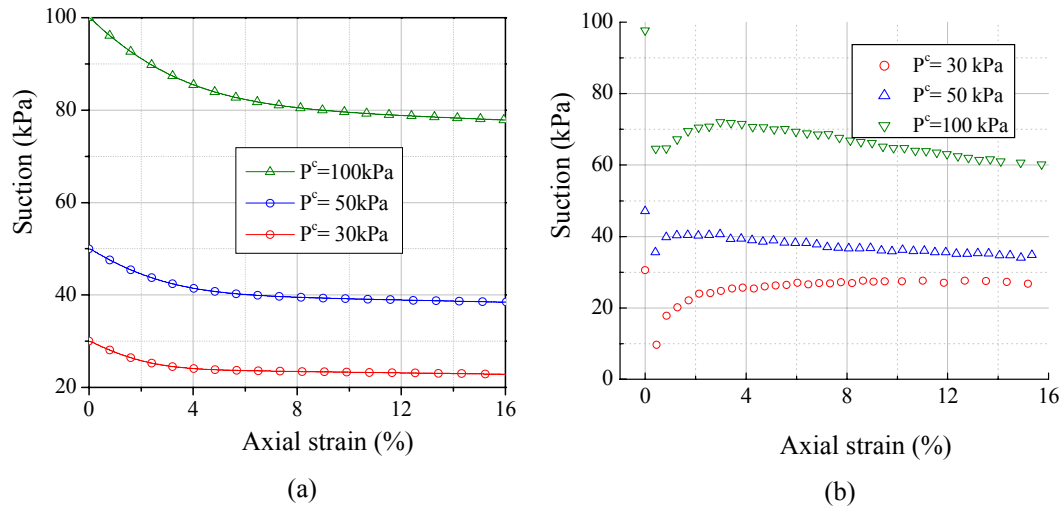 100
80
60
40
20
Suction (kPa)
P^c=100kPa
P^c= 50kPa
P^c= 30kPa
0 4 8 12 16
Axial strain (%)
(a)
100
80
60
40
20
0
Suction (kPa)
P^c= 30 kPa
P^c= 50 kPa
P^c=100 kPa
0 4 8 12 16
Axial strain (%)
(b)